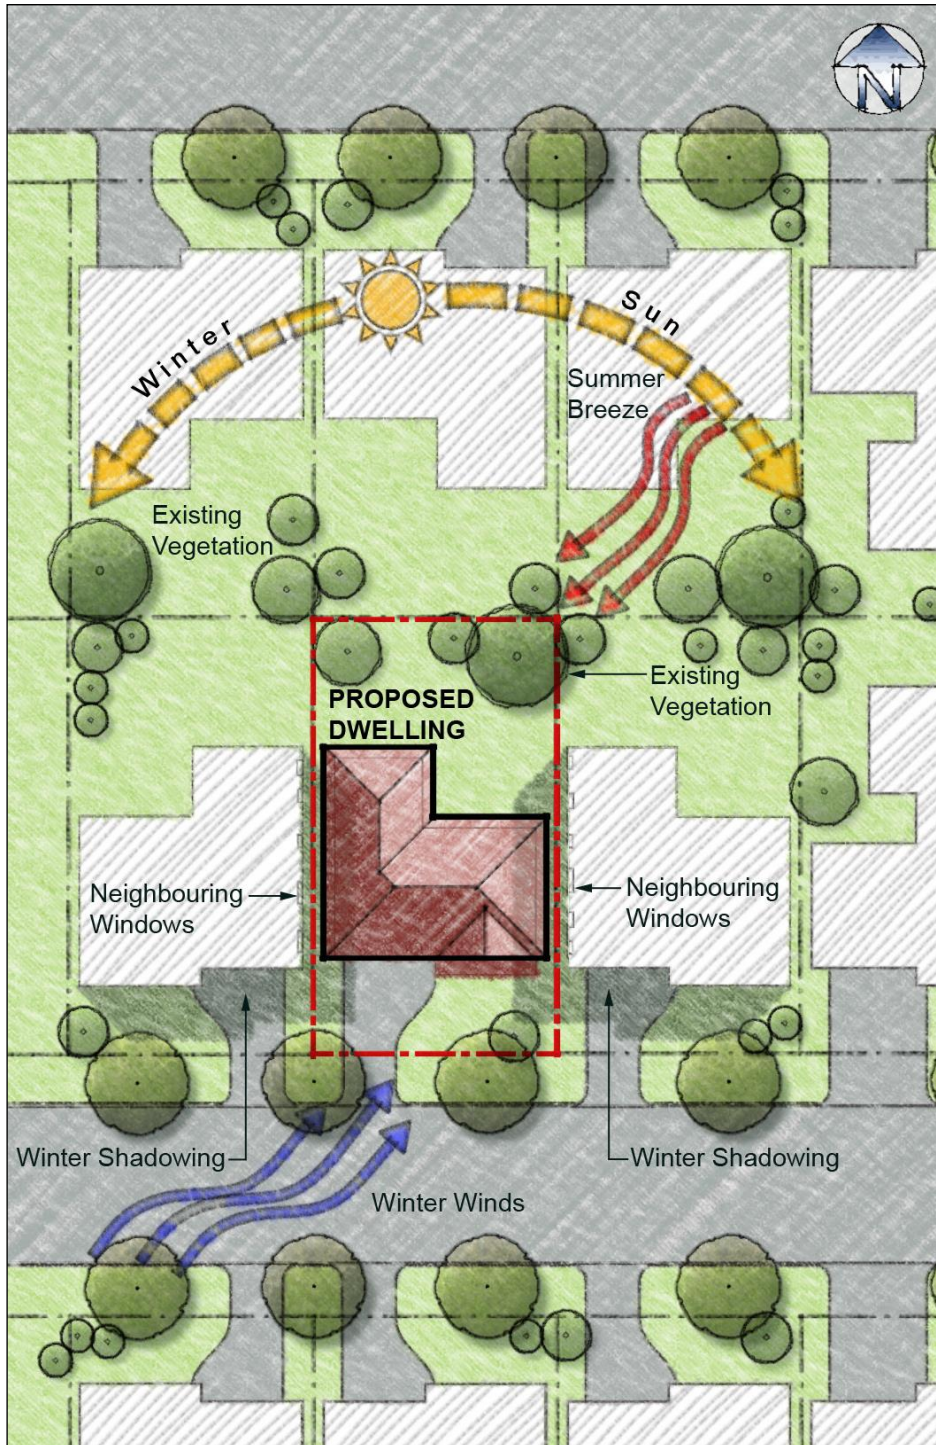 N
Winter
Sun
Summer
Breeze
Existing
Vegetation
Existing
Vegetation
PROPOSED
DWELLING
Neighbouring
Windows
Neighbouring
Windows
Winter Shadowing
Winter Shadowing
Winter Winds